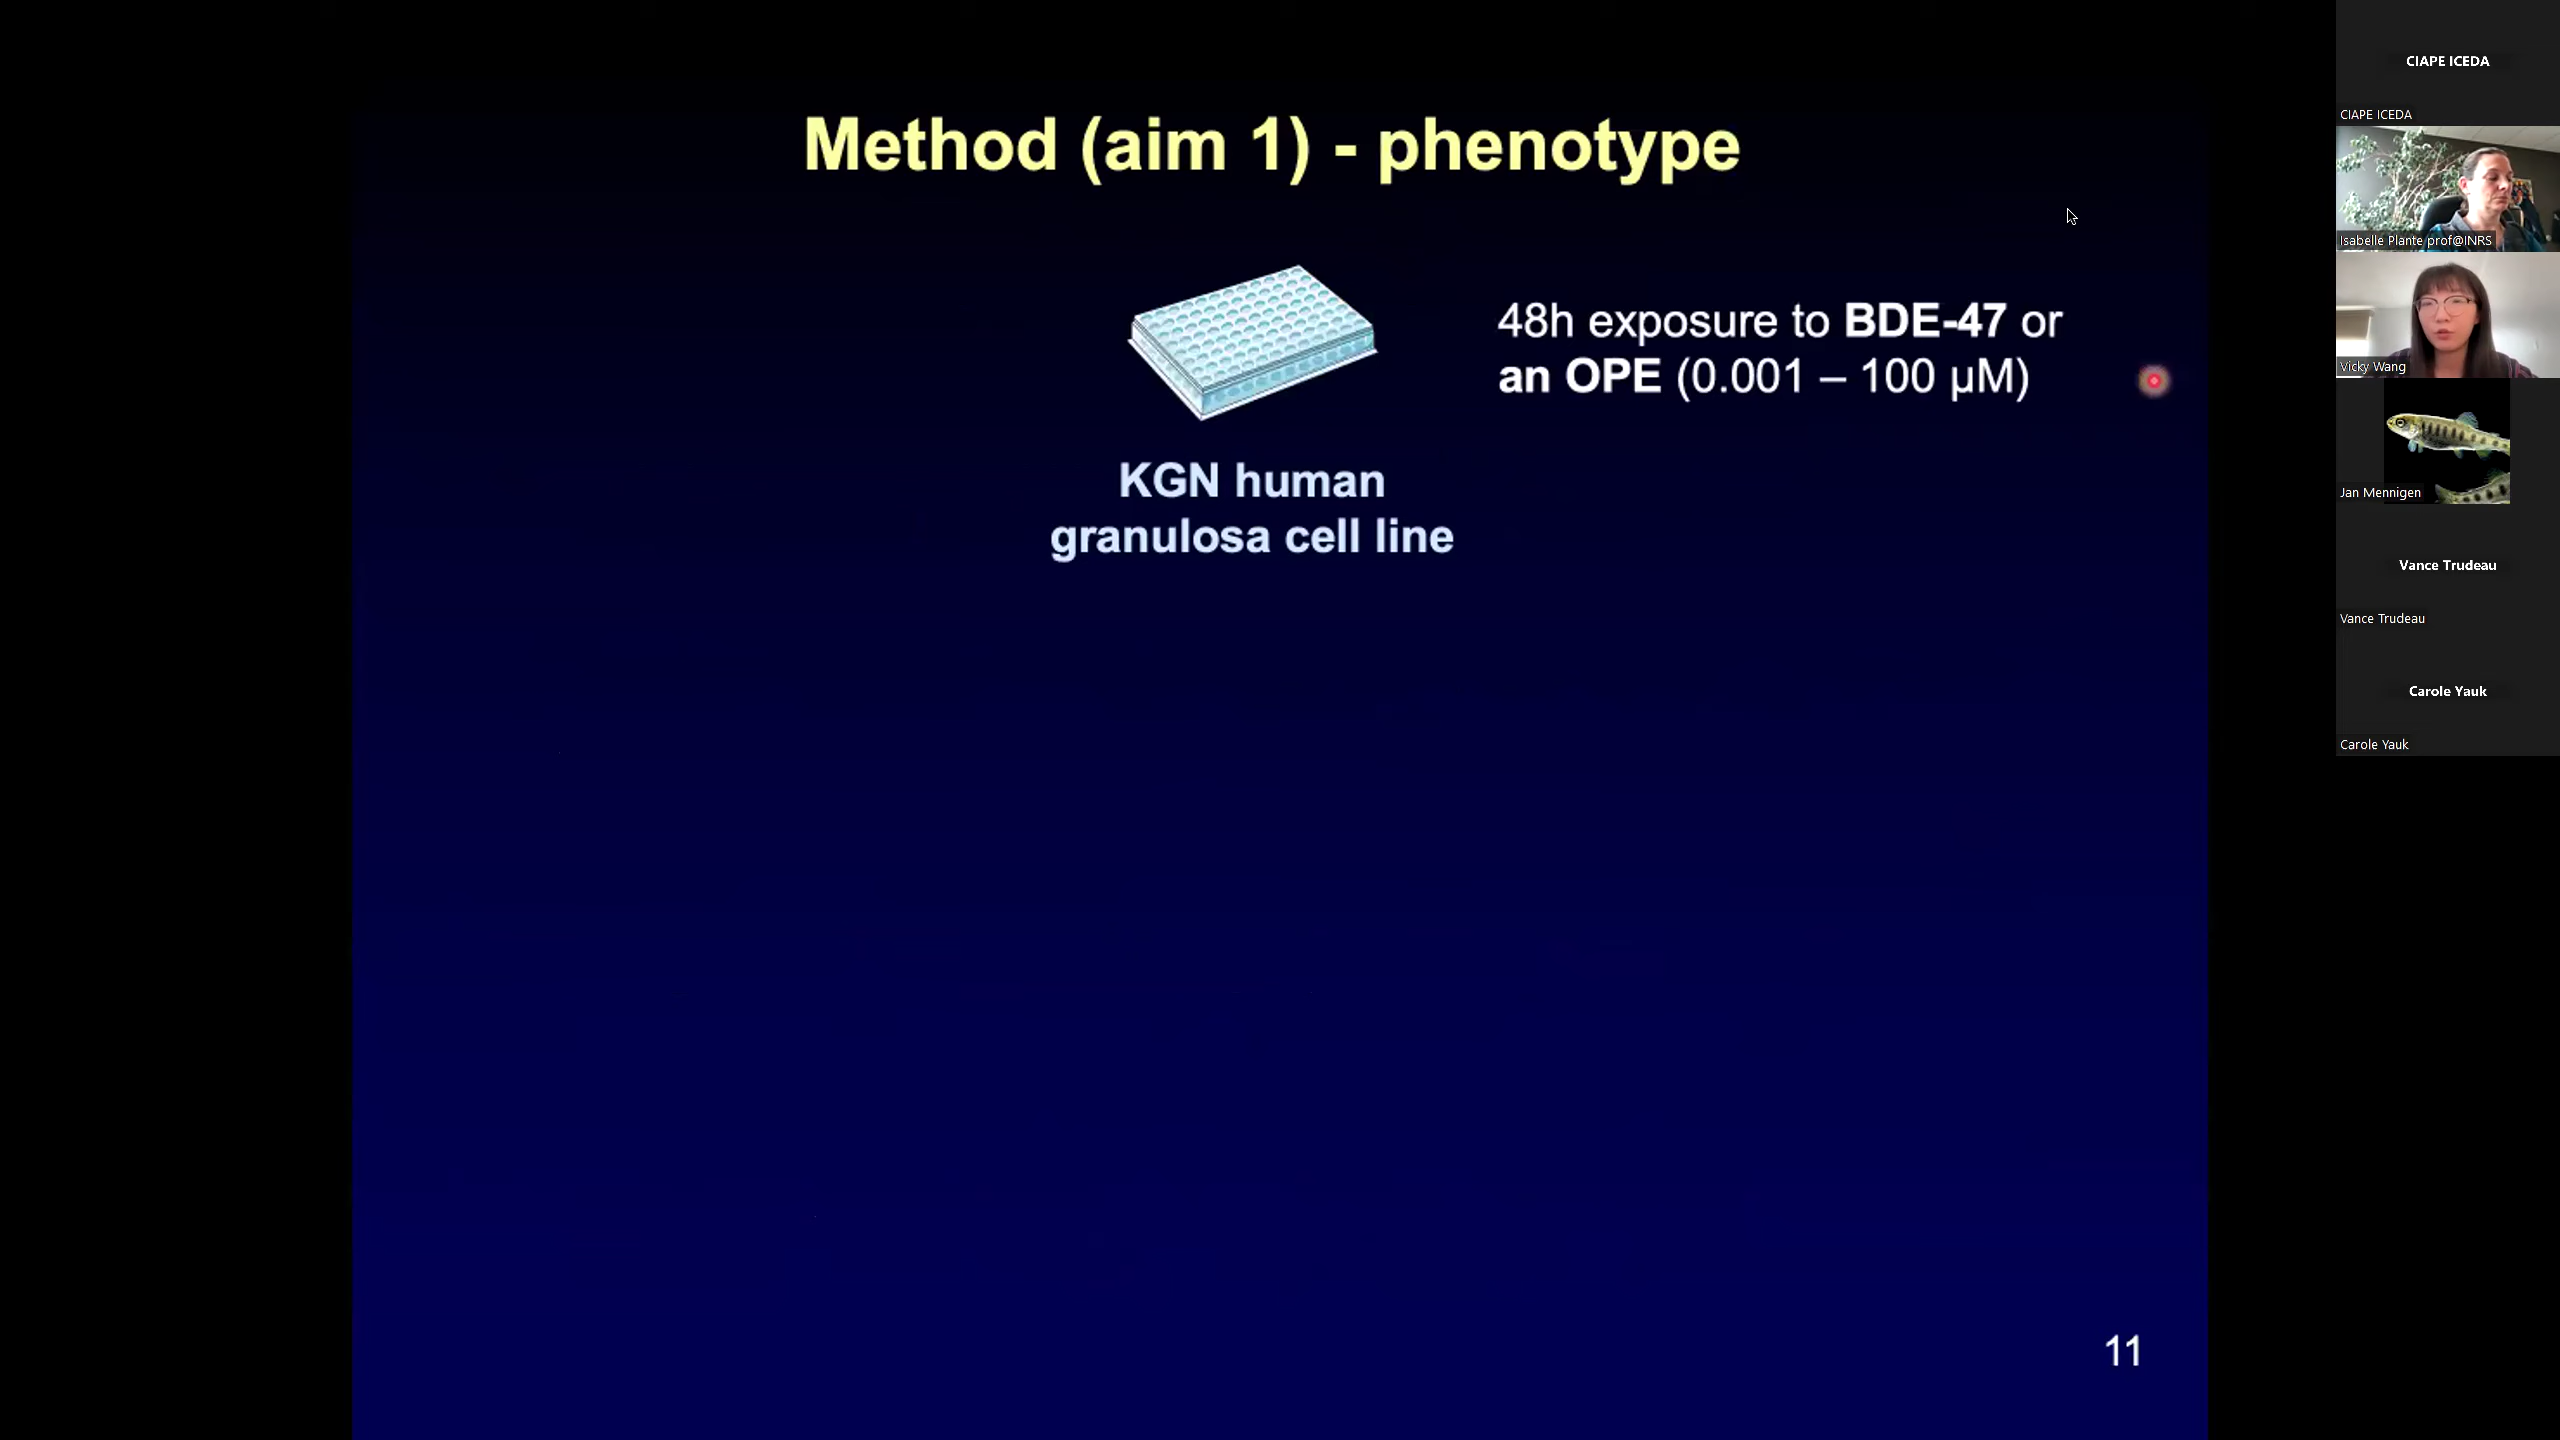 Method (aim 1) - phenotype
48h exposure to BDE-47 or
an OPE (0.001 – 100 µM)
KGN human
granulosa cell line
11
CIAPE ICEDA
CIAPE ICEDA
Isabelle Plante prof@INRS
Vicky Wang
Jan Mennigen
Vance Trudeau
Vance Trudeau
Carole Yauk
Carole Yauk